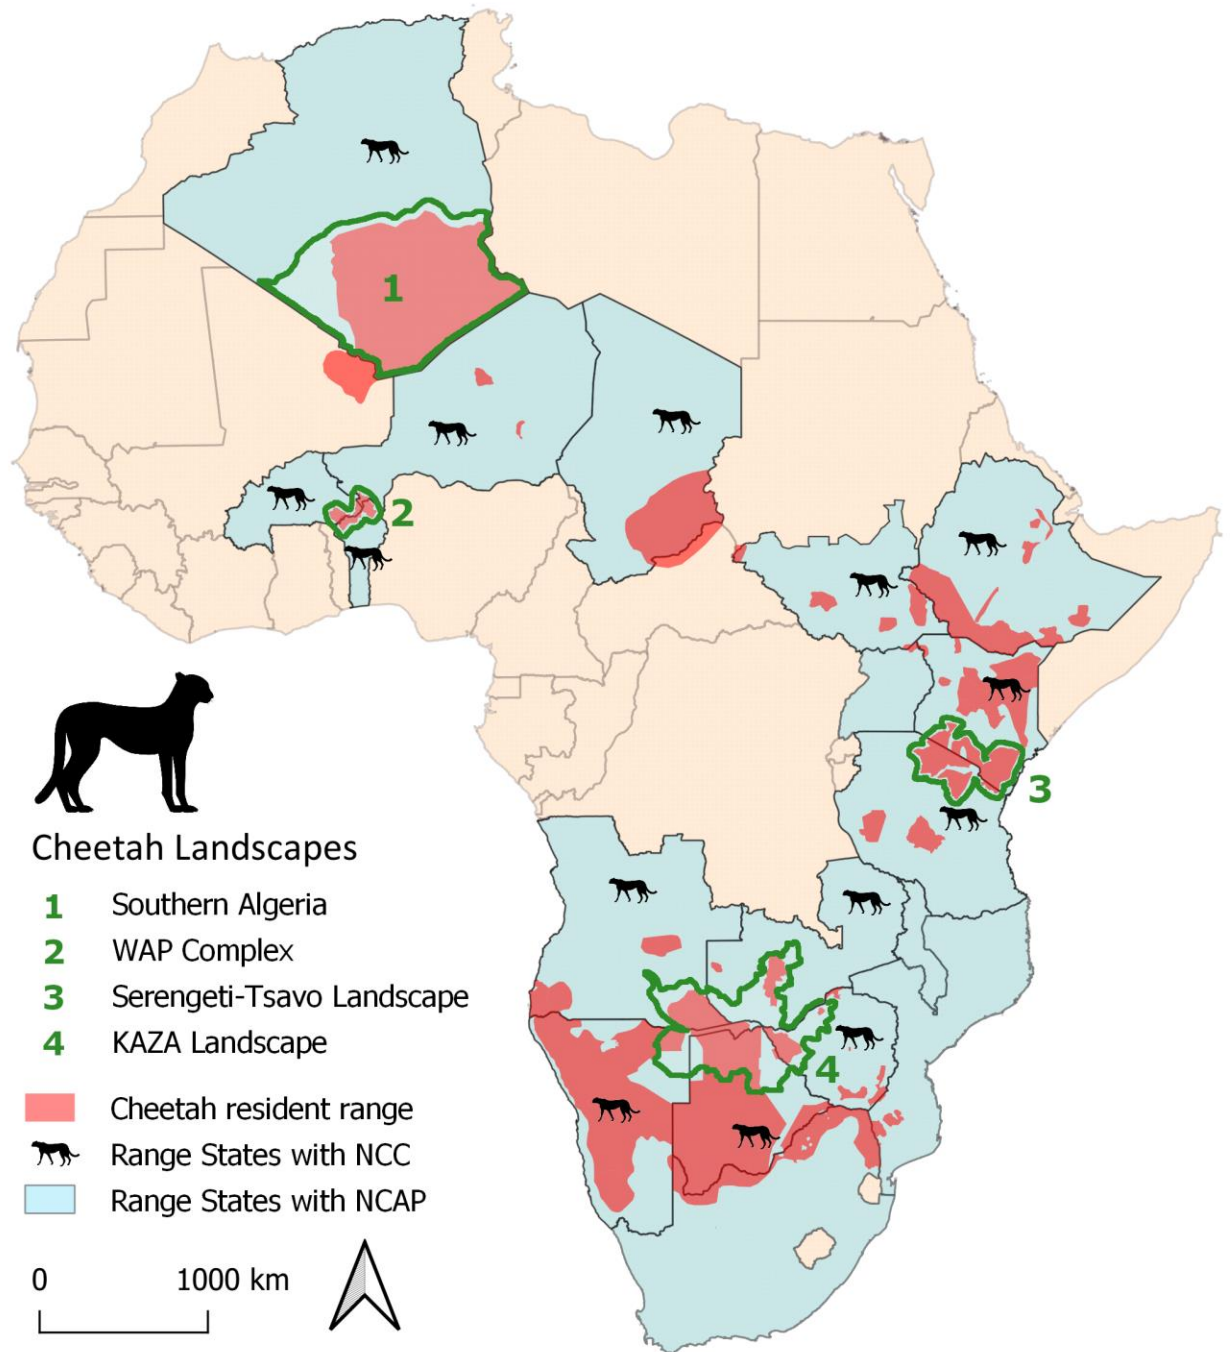 1
2
3
4
Cheetah Landscapes
1 Southern Algeria
2 WAP Complex
3 Serengeti-Tsavo Landscape
4 KAZA Landscape
Cheetah resident range
Range States with NCC
Range States with NCAP
0 1000 km